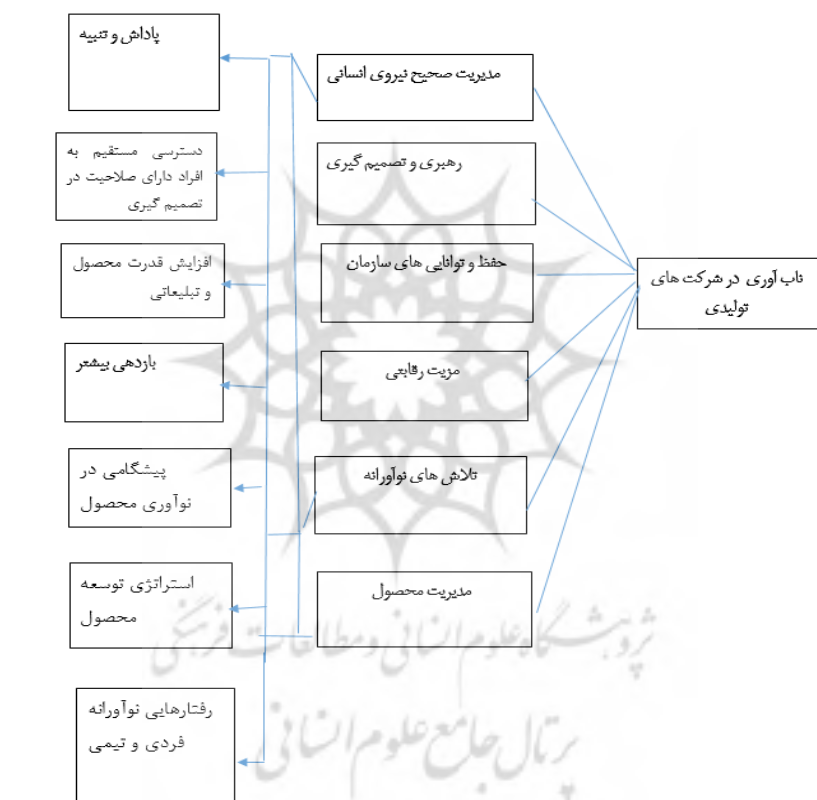 ناب آوری در شرکت های
تولیدی
مدیریت صحیح نیروی انسانی
رهبری و تصمیم گیری
حفظ و توانایی های سازمان
مزیت رقابتی
تلاش های نوآورانه
مدیریت محصول
پاداش و تنبیه
دسترسی مستقیم به
افراد دارای صلاحیت در
تصمیم گیری
افزایش قدرت محصول
و تبلیغاتی
بازدهی بیشتر
پیشگامی در
نوآوری محصول
استراتژی توسعه
محصول
رفتارهایی نوآورانه
فردی و تیمی
پژوهشگاه علوم انسانی و مطالعات فرهنگی
پرتال جامع علوم انسانی